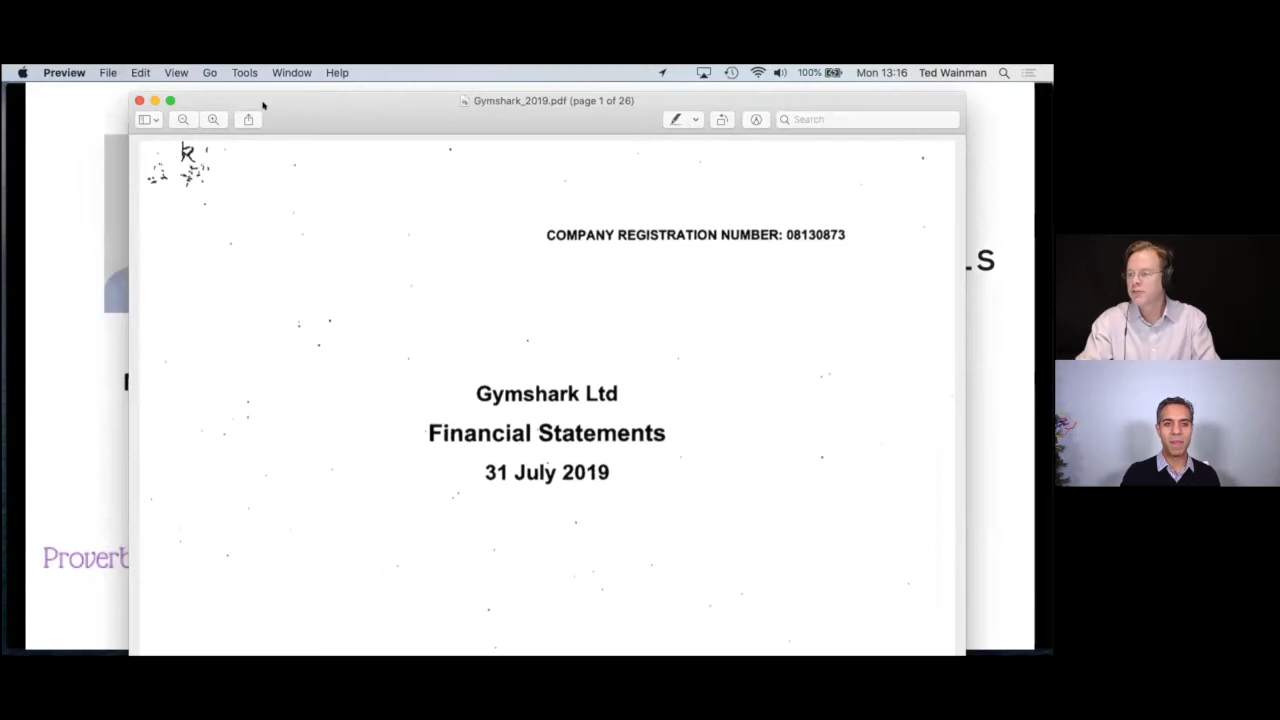 Preview File Edit View Go Tools Window Help 100% Mon 13:16 Ted Wainman
Gymshark_2019.pdf (page 1 of 26)
Search
R
COMPANY REGISTRATION NUMBER: 08130873
LS
Gymshark Ltd
Financial Statements
31 July 2019
Proverb